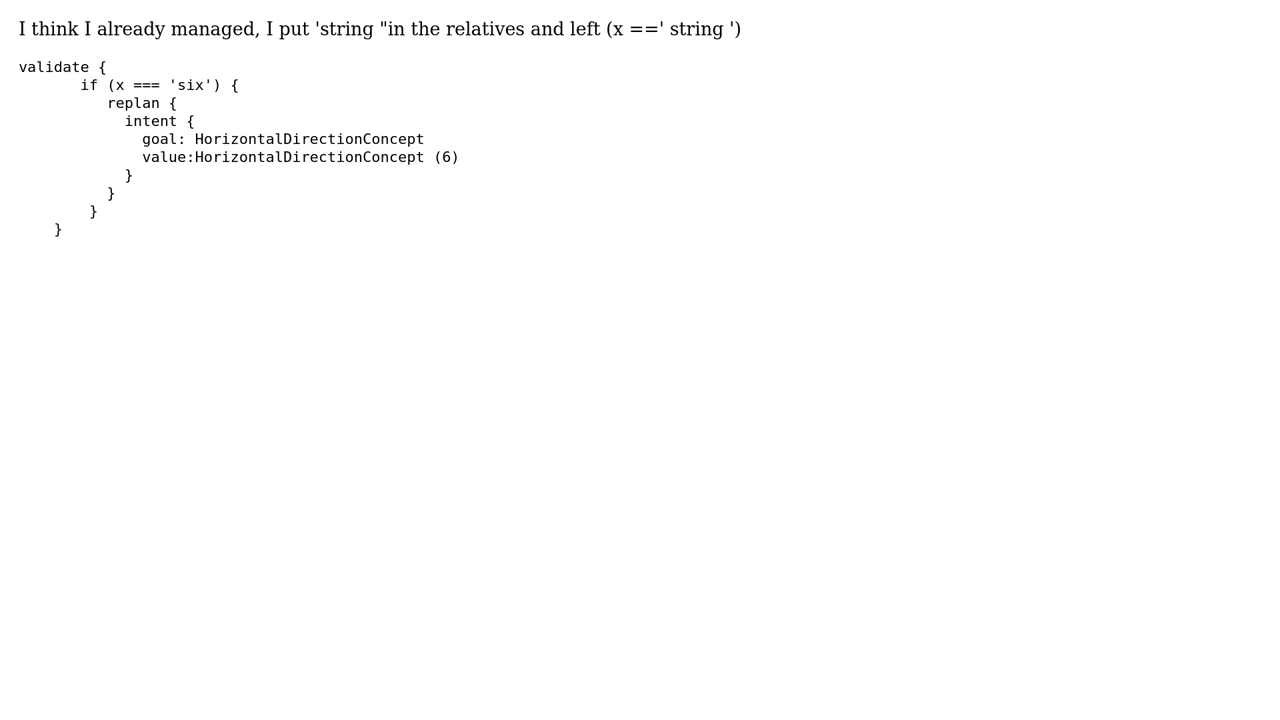 I think I already managed, I put 'string "in the relatives and left (x ==' string ')
validate {
if (x === 'six') {
replan {
intent {
goal: HorizontalDirectionConcept
value:HorizontalDirectionConcept (6)
}
}
}
}